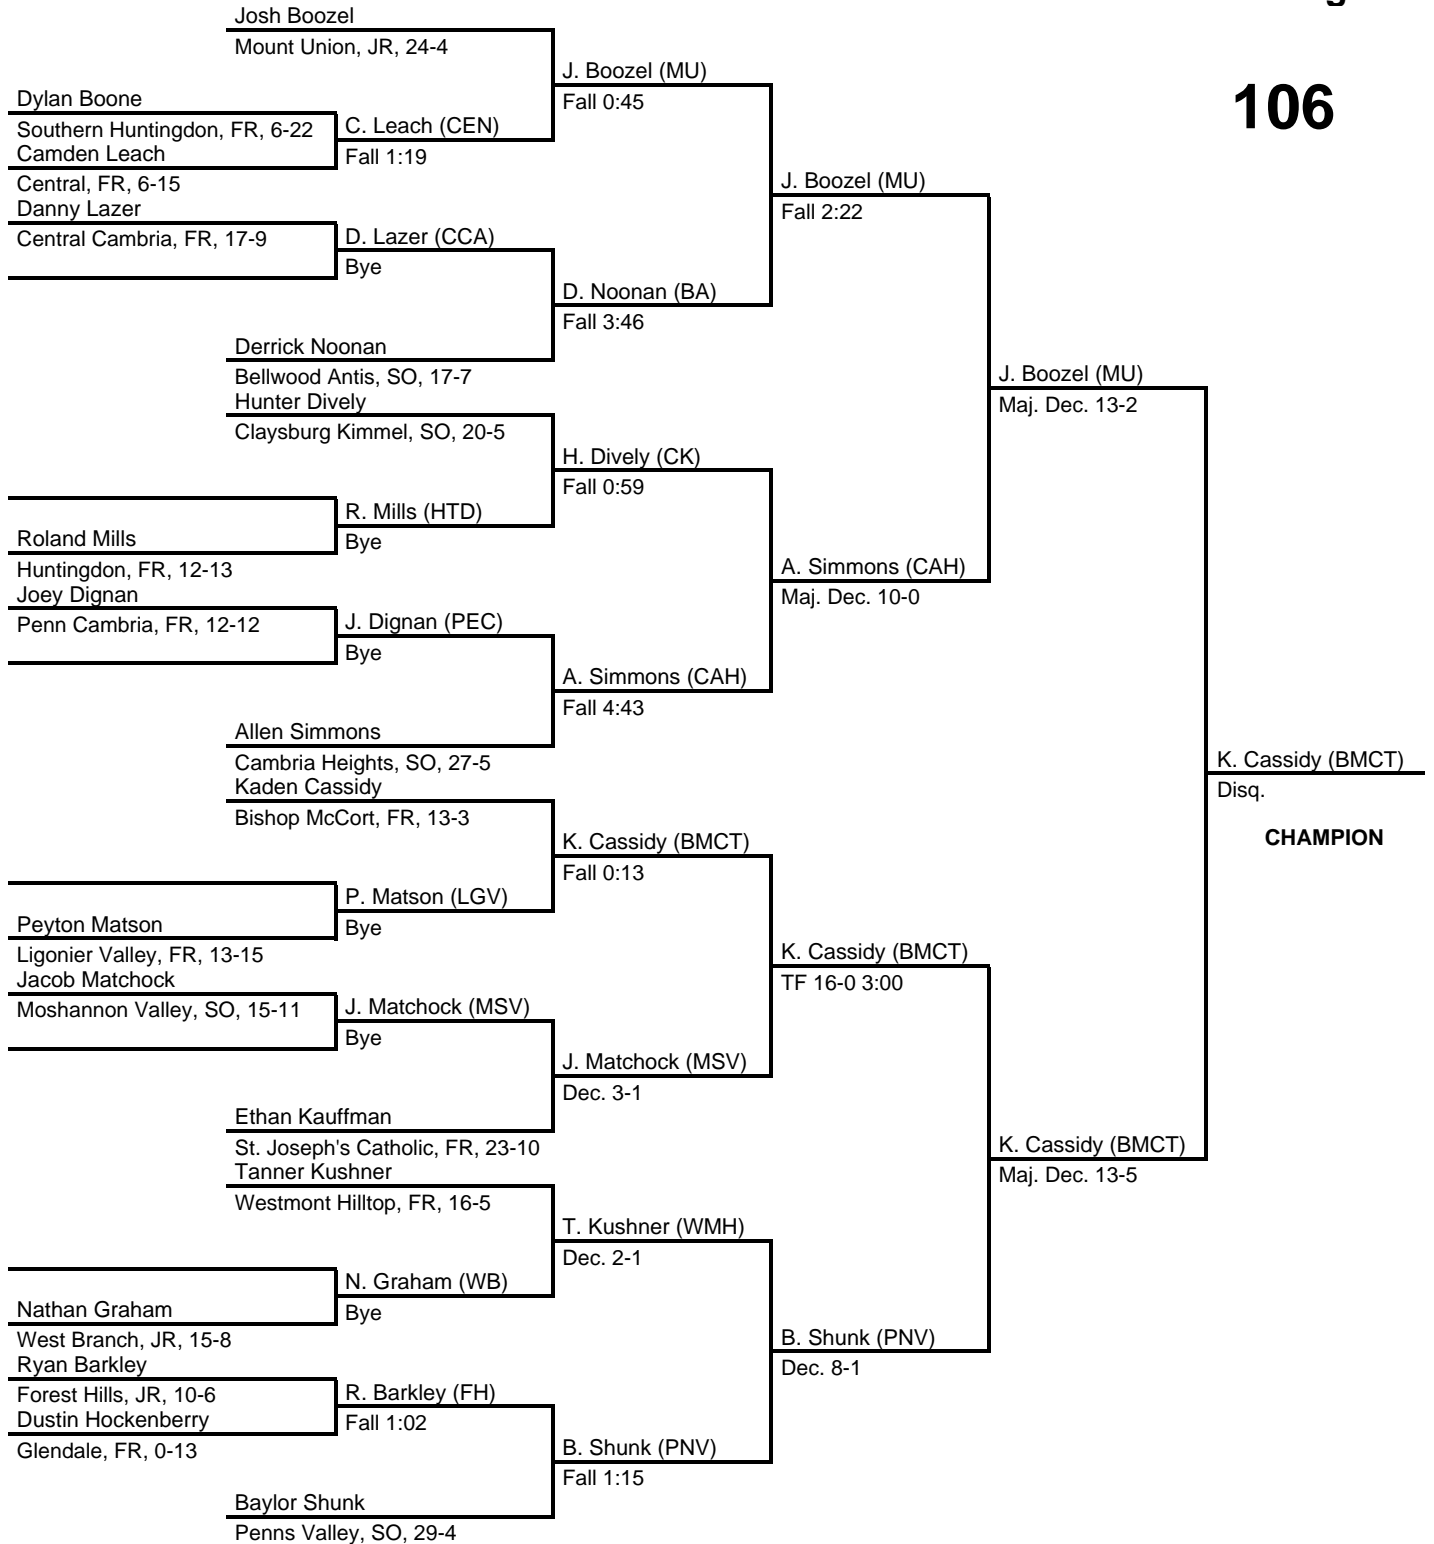 Josh Boozel
Mount Union, JR, 24-4
J. Boozel (MU)
Fall 0:45
106
Dylan Boone
Southern Huntingdon, FR, 6-22
C. Leach (CEN)
Camden Leach
Fall 1:19
Central, FR, 6-15
J. Boozel (MU)
Danny Lazer
Fall 2:22
Central Cambria, FR, 17-9
D. Lazer (CCA)
Bye
D. Noonan (BA)
Fall 3:46
Derrick Noonan
Bellwood Antis, SO, 17-7
J. Boozel (MU)
Hunter Dively
Maj. Dec. 13-2
Claysburg Kimmel, SO, 20-5
H. Dively (CK)
Fall 0:59
R. Mills (HTD)
Roland Mills
Bye
Huntingdon, FR, 12-13
A. Simmons (CAH)
Joey Dignan
Maj. Dec. 10-0
Penn Cambria, FR, 12-12
J. Dignan (PEC)
Bye
A. Simmons (CAH)
Fall 4:43
Allen Simmons
Cambria Heights, SO, 27-5
K. Cassidy (BMCT)
Kaden Cassidy
Disq.
Bishop McCort, FR, 13-3
CHAMPION
K. Cassidy (BMCT)
Fall 0:13
P. Matson (LGV)
Peyton Matson
Bye
Ligonier Valley, FR, 13-15
K. Cassidy (BMCT)
Jacob Matchock
TF 16-0 3:00
Moshannon Valley, SO, 15-11
J. Matchock (MSV)
Bye
J. Matchock (MSV)
Dec. 3-1
Ethan Kauffman
St. Joseph's Catholic, FR, 23-10
K. Cassidy (BMCT)
Tanner Kushner
Maj. Dec. 13-5
Westmont Hilltop, FR, 16-5
T. Kushner (WMH)
Dec. 2-1
N. Graham (WB)
Nathan Graham
Bye
West Branch, JR, 15-8
B. Shunk (PNV)
Ryan Barkley
Dec. 8-1
Forest Hills, JR, 10-6
R. Barkley (FH)
Dustin Hockenberry
Fall 1:02
Glendale, FR, 0-13
B. Shunk (PNV)
Fall 1:15
Baylor Shunk
Penns Valley, SO, 29-4